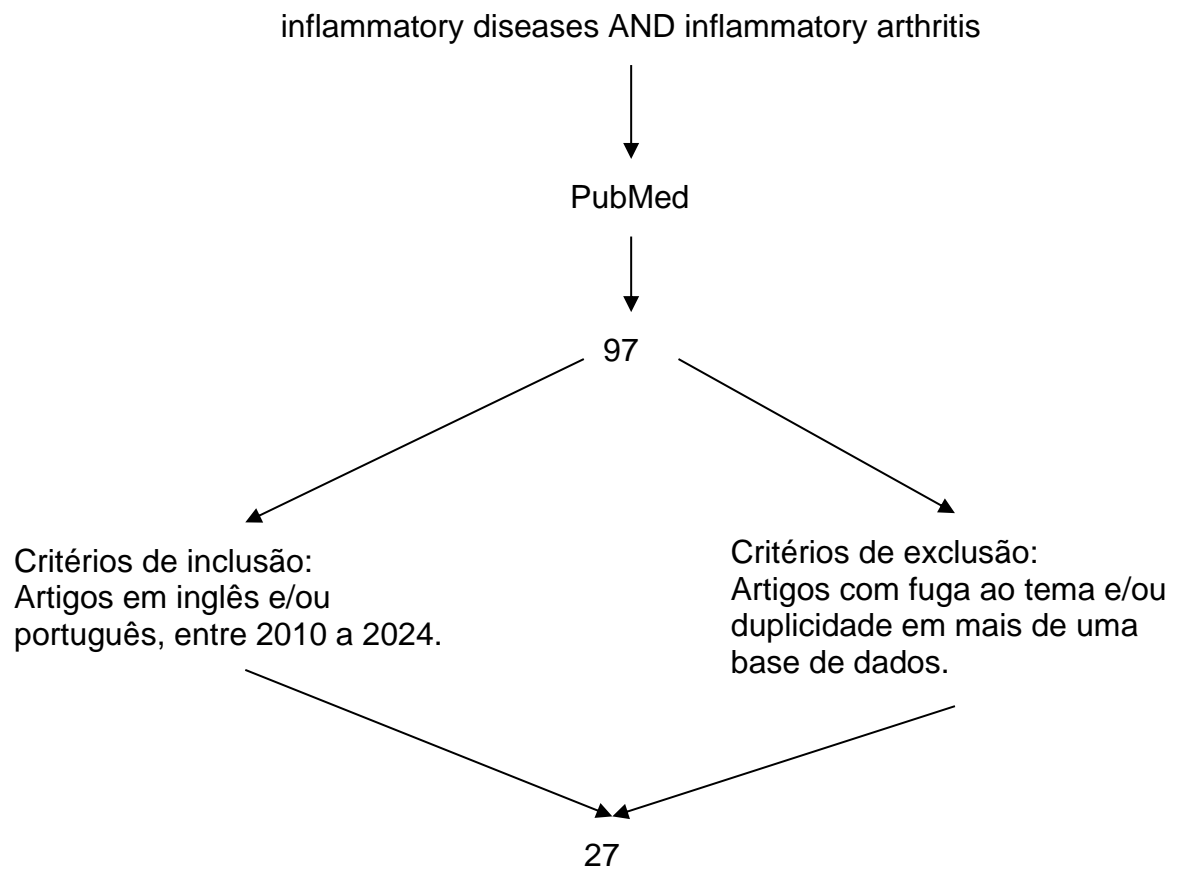 inflammatory diseases AND inflammatory arthritis
PubMed
97
Critérios de inclusão:
Artigos em inglês e/ou
português, entre 2010 a 2024.
Critérios de exclusão:
Artigos com fuga ao tema e/ou
duplicidade em mais de uma
base de dados.
27